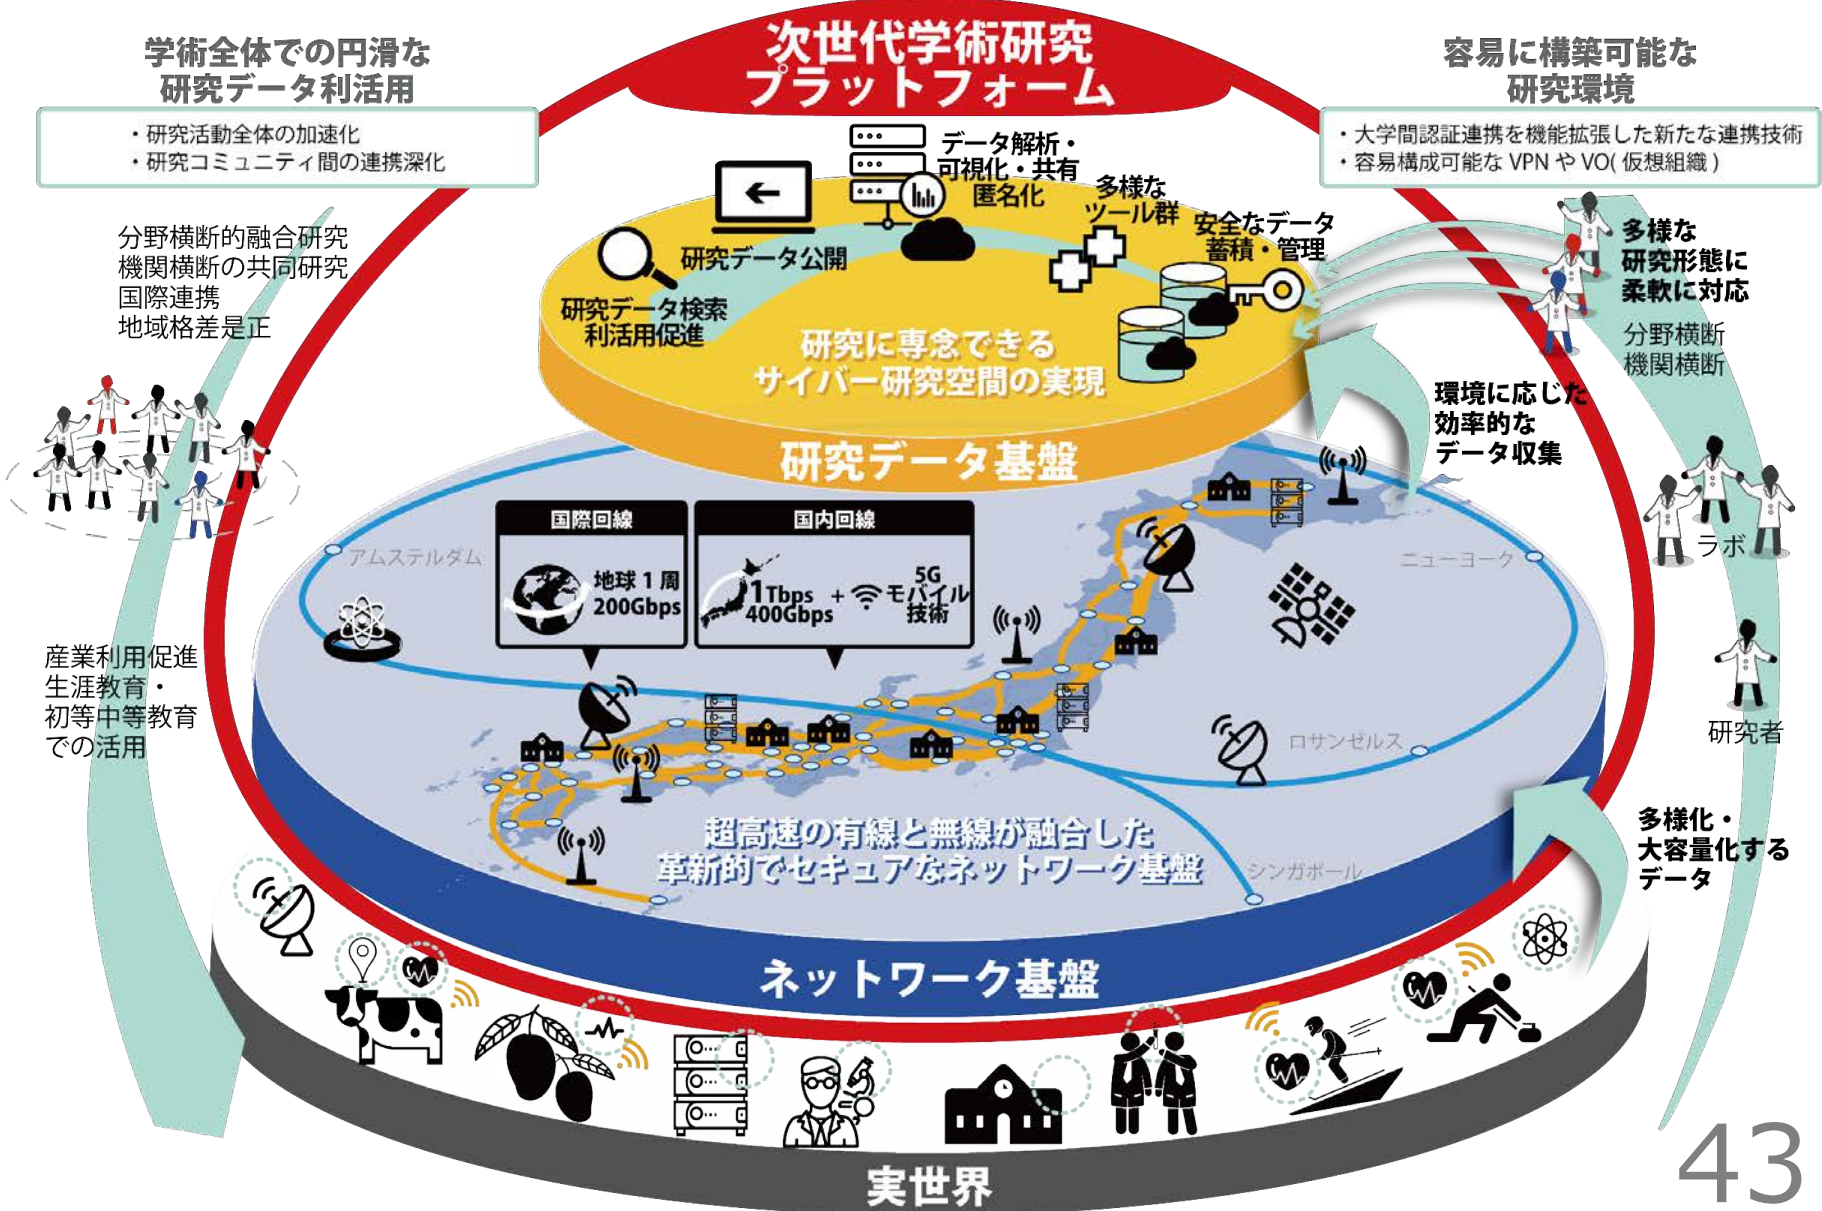 次世代学術研究
プラットフォーム
学術全体での円滑な
研究データ利活用
・研究活動全体の加速化
・研究コミュニティ間の連携深化
容易に構築可能な
研究環境
・大学間認証連携を機能拡張した新たな連携技術
・容易構成可能な VPN や VO( 仮想組織 )
分野横断的融合研究
機関横断の共同研究
国際連携
地域格差是正
産業利用促進
生涯教育・
初等中等教育
での活用
データ解析・
可視化・共有
匿名化
多様な
ツール群
安全なデータ
蓄積・管理
研究データ公開
研究データ検索
利活用促進
研究に専念できる
サイバー研究空間の実現
研究データ基盤
多様な
研究形態に
柔軟に対応
分野横断
機関横断
環境に応じた
効率的な
データ収集
ラボ
研究者
国際回線
地球 1 周
200Gbps
国内回線
1Tbps
400Gbps
+
5G
モバイル
技術
アムステルダム
ニューヨーク
ロサンゼルス
シンガポール
超高速の有線と無線が融合した
革新的でセキュアなネットワーク基盤
ネットワーク基盤
多様化・
大容量化する
データ
実世界
43